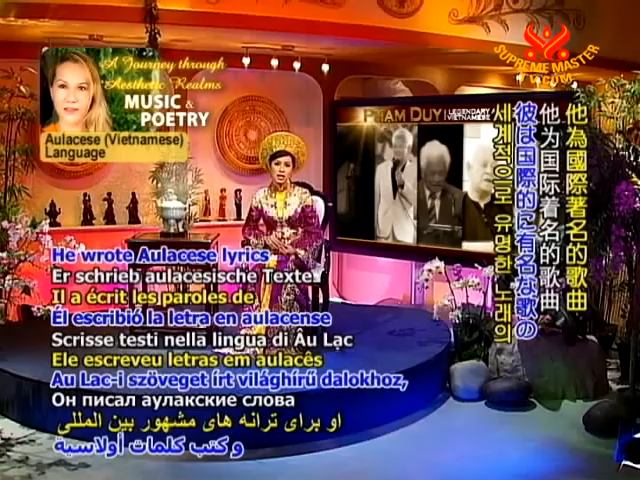 SUPREME MASTER
TV.COM
A Journey through
Aesthetic Realms
MUSIC &
POETRY
Aulacese (Vietnamese)
Language
PHAM DUY
LEGENDARY
VIETNAMESE
He wrote Aulacese lyrics
Er schrieb aulacesische Texte
Il a écrit les paroles de
Él escribió la letra en aulacense
Scrisse testi nella lingua di Âu Lạc
Ele escreveu letras em aulacês
Au Lac-i szöveget írt világhírű dalokhoz,
Он писал аулакские слова
او برای ترانه های مشهور بین المللی
و كتب كلمات أولاسية
他為國際著名的歌曲
他为国际着名的歌曲
彼は国際的に有名な歌の
세계적으로 유명한 노래의